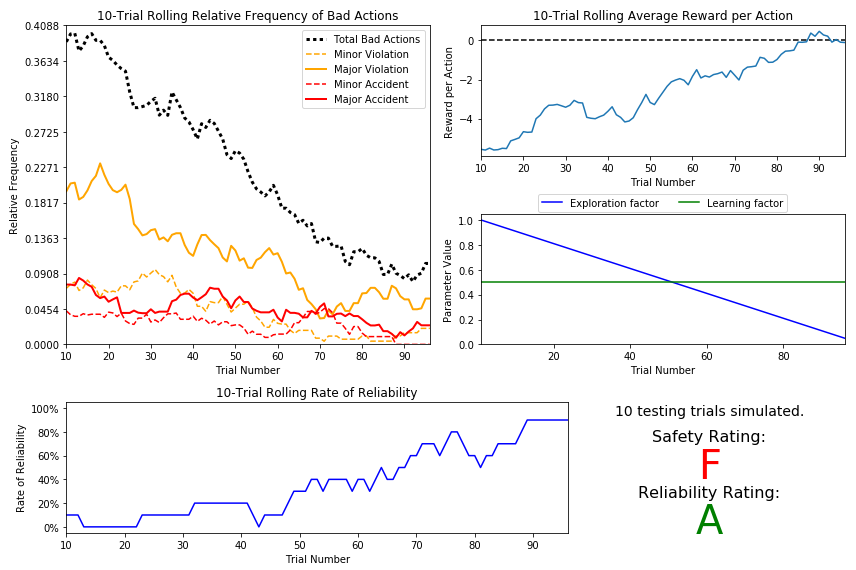 10-Trial Rolling Relative Frequency of Bad Actions
0.4088
0.3634
0.3180
0.2725
0.2271
0.1817
0.1363
0.0908
0.0454
0.0000
Relative Frequency
Total Bad Actions
Minor Violation
Major Violation
Minor Accident
Major Accident
10 20 30 40 50 60 70 80 90
Trial Number
10-Trial Rolling Average Reward per Action
0
−2
−4
Reward per Action
10 20 30 40 50 60 70 80 90
Trial Number
Exploration factor Learning factor
1.0
0.8
0.6
0.4
0.2
0.0
Parameter Value
20 40 60 80
Trial Number
10-Trial Rolling Rate of Reliability
100%
80%
60%
40%
20%
0%
Rate of Reliability
10 20 30 40 50 60 70 80 90
Trial Number
10 testing trials simulated.
Safety Rating:
F
Reliability Rating:
A